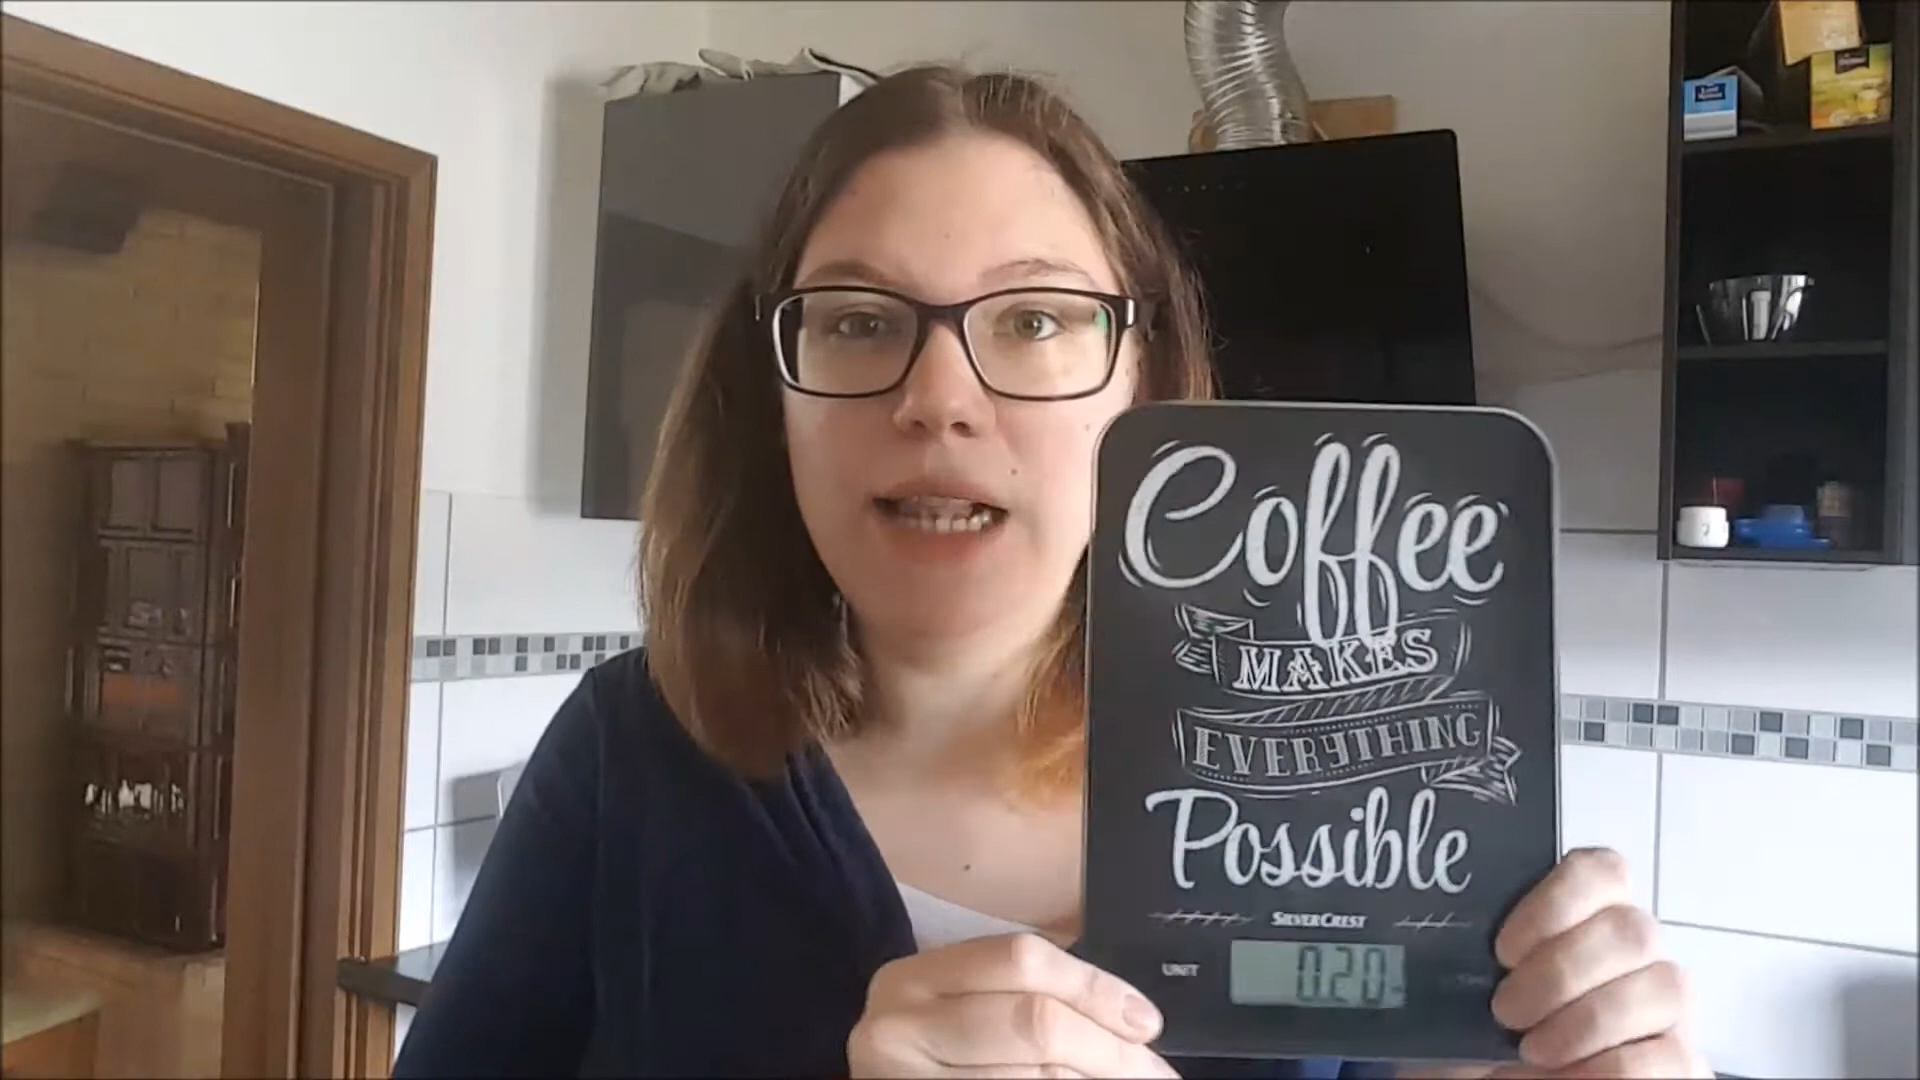 Coffee
MAKES
EVERYTHING
Possible
SILVERCREST
UNIT
0.20